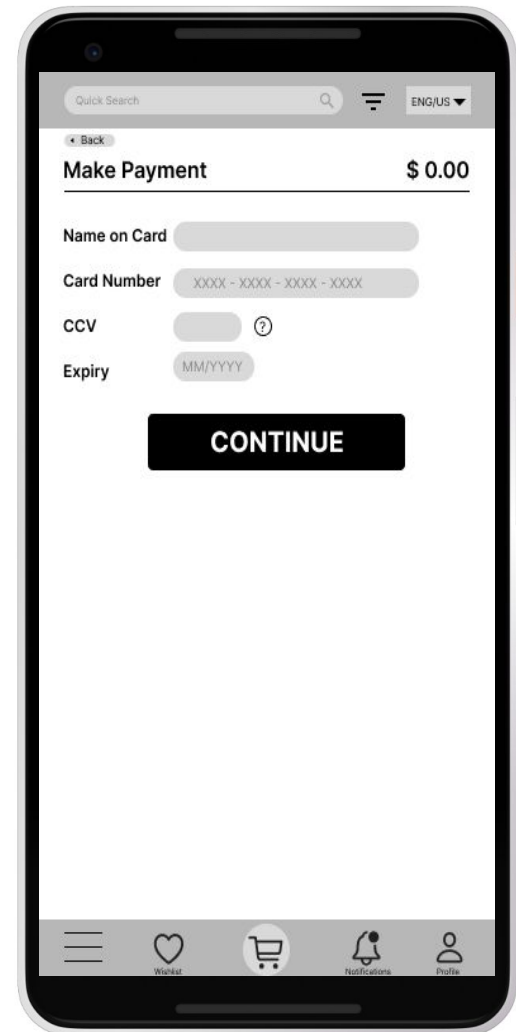 Quick Search ENG/US
Back
Make Payment $ 0.00
Name on Card
Card Number XXXX - XXXX - XXXX - XXXX
CCV ?
Expiry MM/YYYY
CONTINUE
Wishlist Notifications Profile